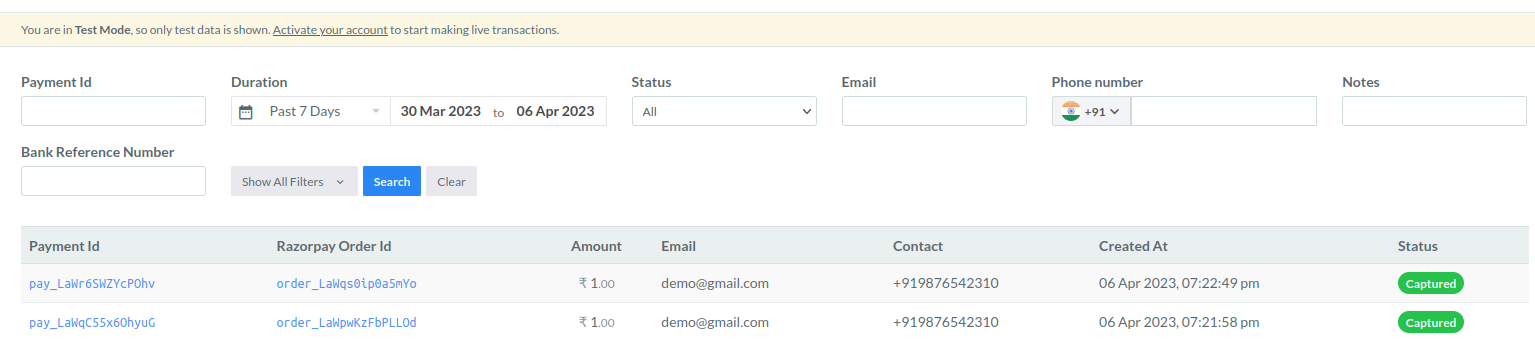 You are in Test Mode, so only test data is shown. Activate your account to start making live transactions.
Payment Id Duration Status Email Phone number Notes
Past 7 Days 30 Mar 2023 to 06 Apr 2023 All +91
Bank Reference Number
Show All Filters Search Clear
Payment Id Razorpay Order Id Amount Email Contact Created At Status
pay_LaWr6SWZYcPOhv order_LaWqs0ip0a5mYo ₹ 1.00 demo@gmail.com +919876542310 06 Apr 2023, 07:22:49 pm Captured
pay_LaWqC55x6OhyuG order_LaWpwKzFbPLLOd ₹ 1.00 demo@gmail.com +919876542310 06 Apr 2023, 07:21:58 pm Captured